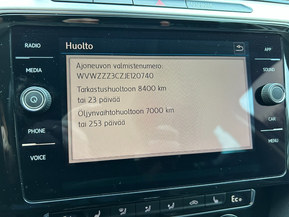 RADIO
Huolto
APP
Ajoneuvon valmistenumero:
WVWZZZ3CZJE120740
MEDIA
SOUND
Tarkastushuoltoon 8400 km
tai 23 päivää
Öljynvaihtohuoltoon 7000 km
tai 253 päivää
PHONE
CAR
VOICE
MENU